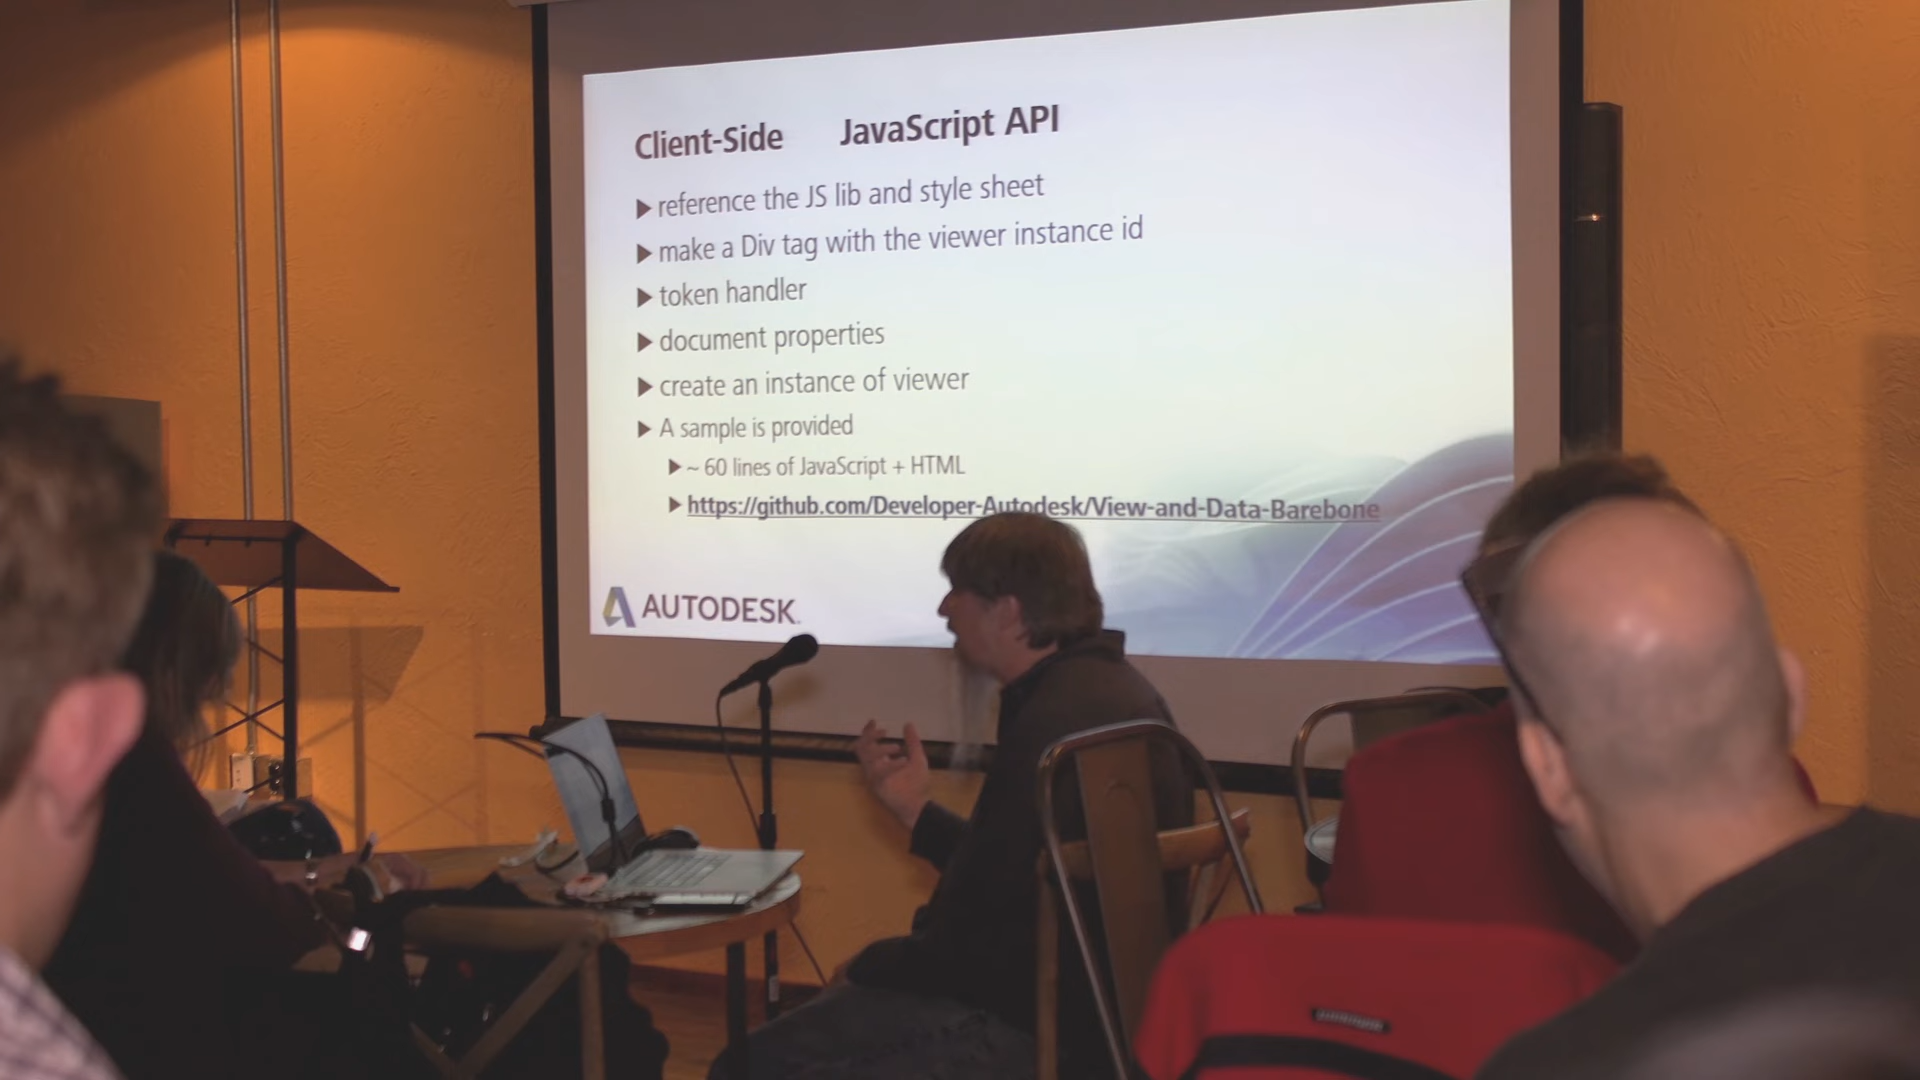 Client-Side JavaScript API
reference the JS lib and style sheet
make a Div tag with the viewer instance id
token handler
document properties
create an instance of viewer
A sample is provided
~ 60 lines of JavaScript + HTML
https://github.com/Developer-Autodesk/View-and-Data-Barebone
AUTODESK.